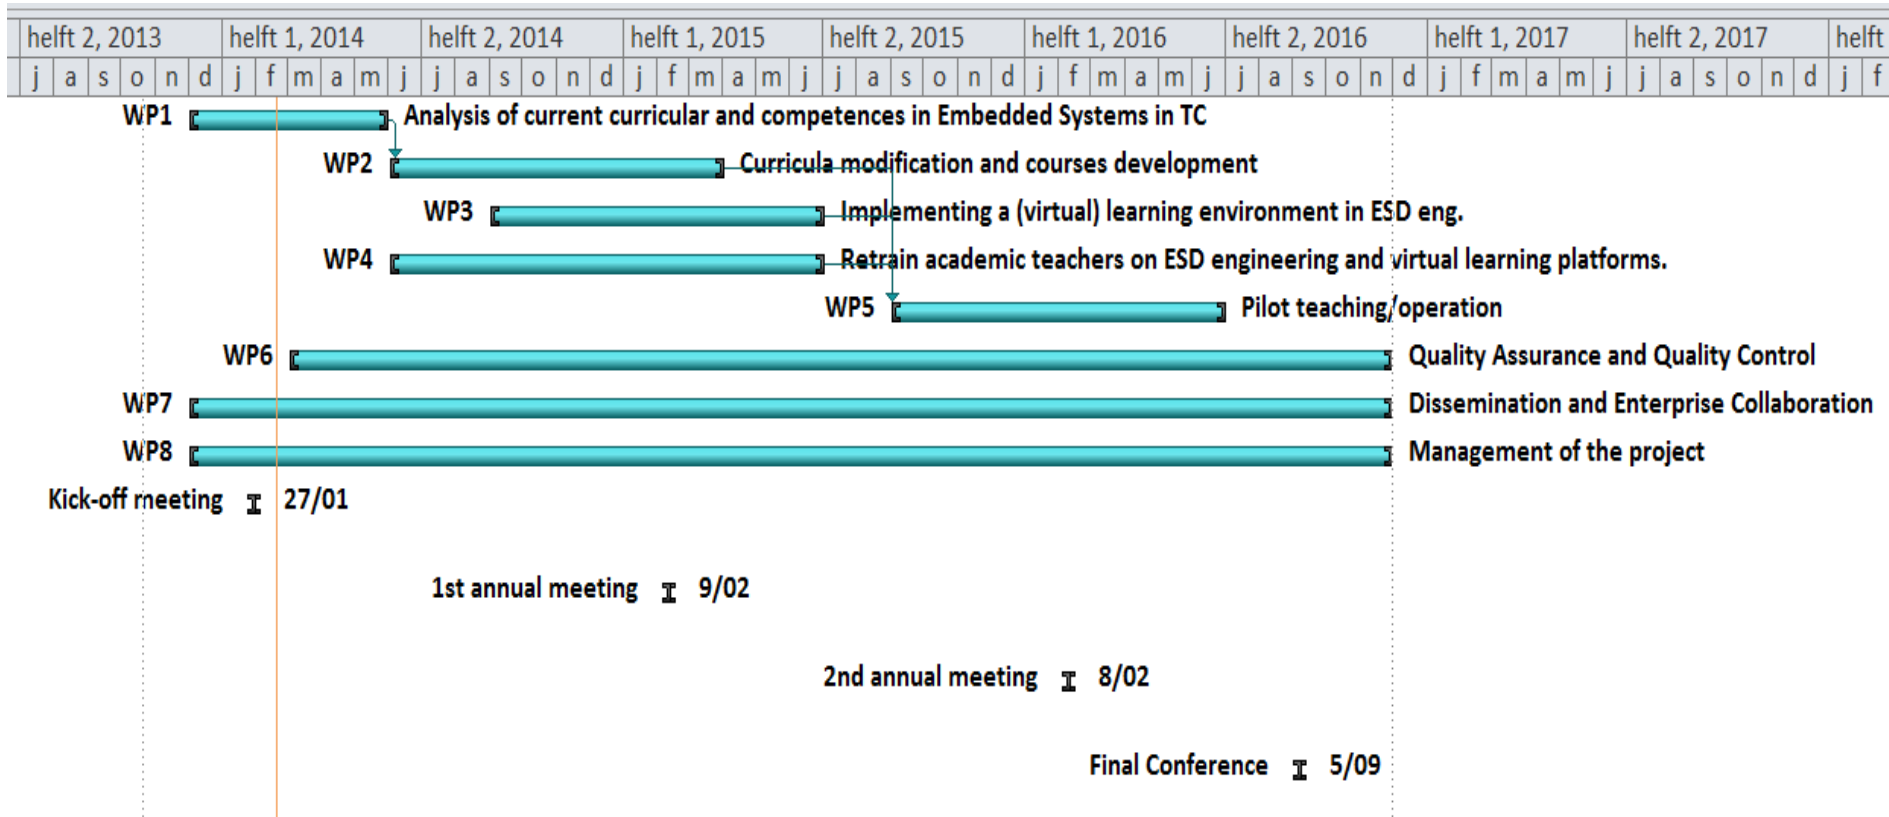 helft 2, 2013 helft 1, 2014 helft 2, 2014 helft 1, 2015 helft 2, 2015 helft 1, 2016 helft 2, 2016 helft 1, 2017 helft 2, 2017 helft
j a s o n d j f m a m j j a s o n d j f m a m j j a s o n d j f m a m j j a s o n d j f m a m j j a s o n d j f
WP1 Analysis of current curricular and competences in Embedded Systems in TC
WP2 Curricula modification and courses development
WP3 Implementing a (virtual) learning environment in ESD eng.
WP4 Retrain academic teachers on ESD engineering and virtual learning platforms.
WP5 Pilot teaching/operation
WP6 Quality Assurance and Quality Control
WP7 Dissemination and Enterprise Collaboration
WP8 Management of the project
Kick-off meeting 27/01
1st annual meeting 9/02
2nd annual meeting 8/02
Final Conference 5/09